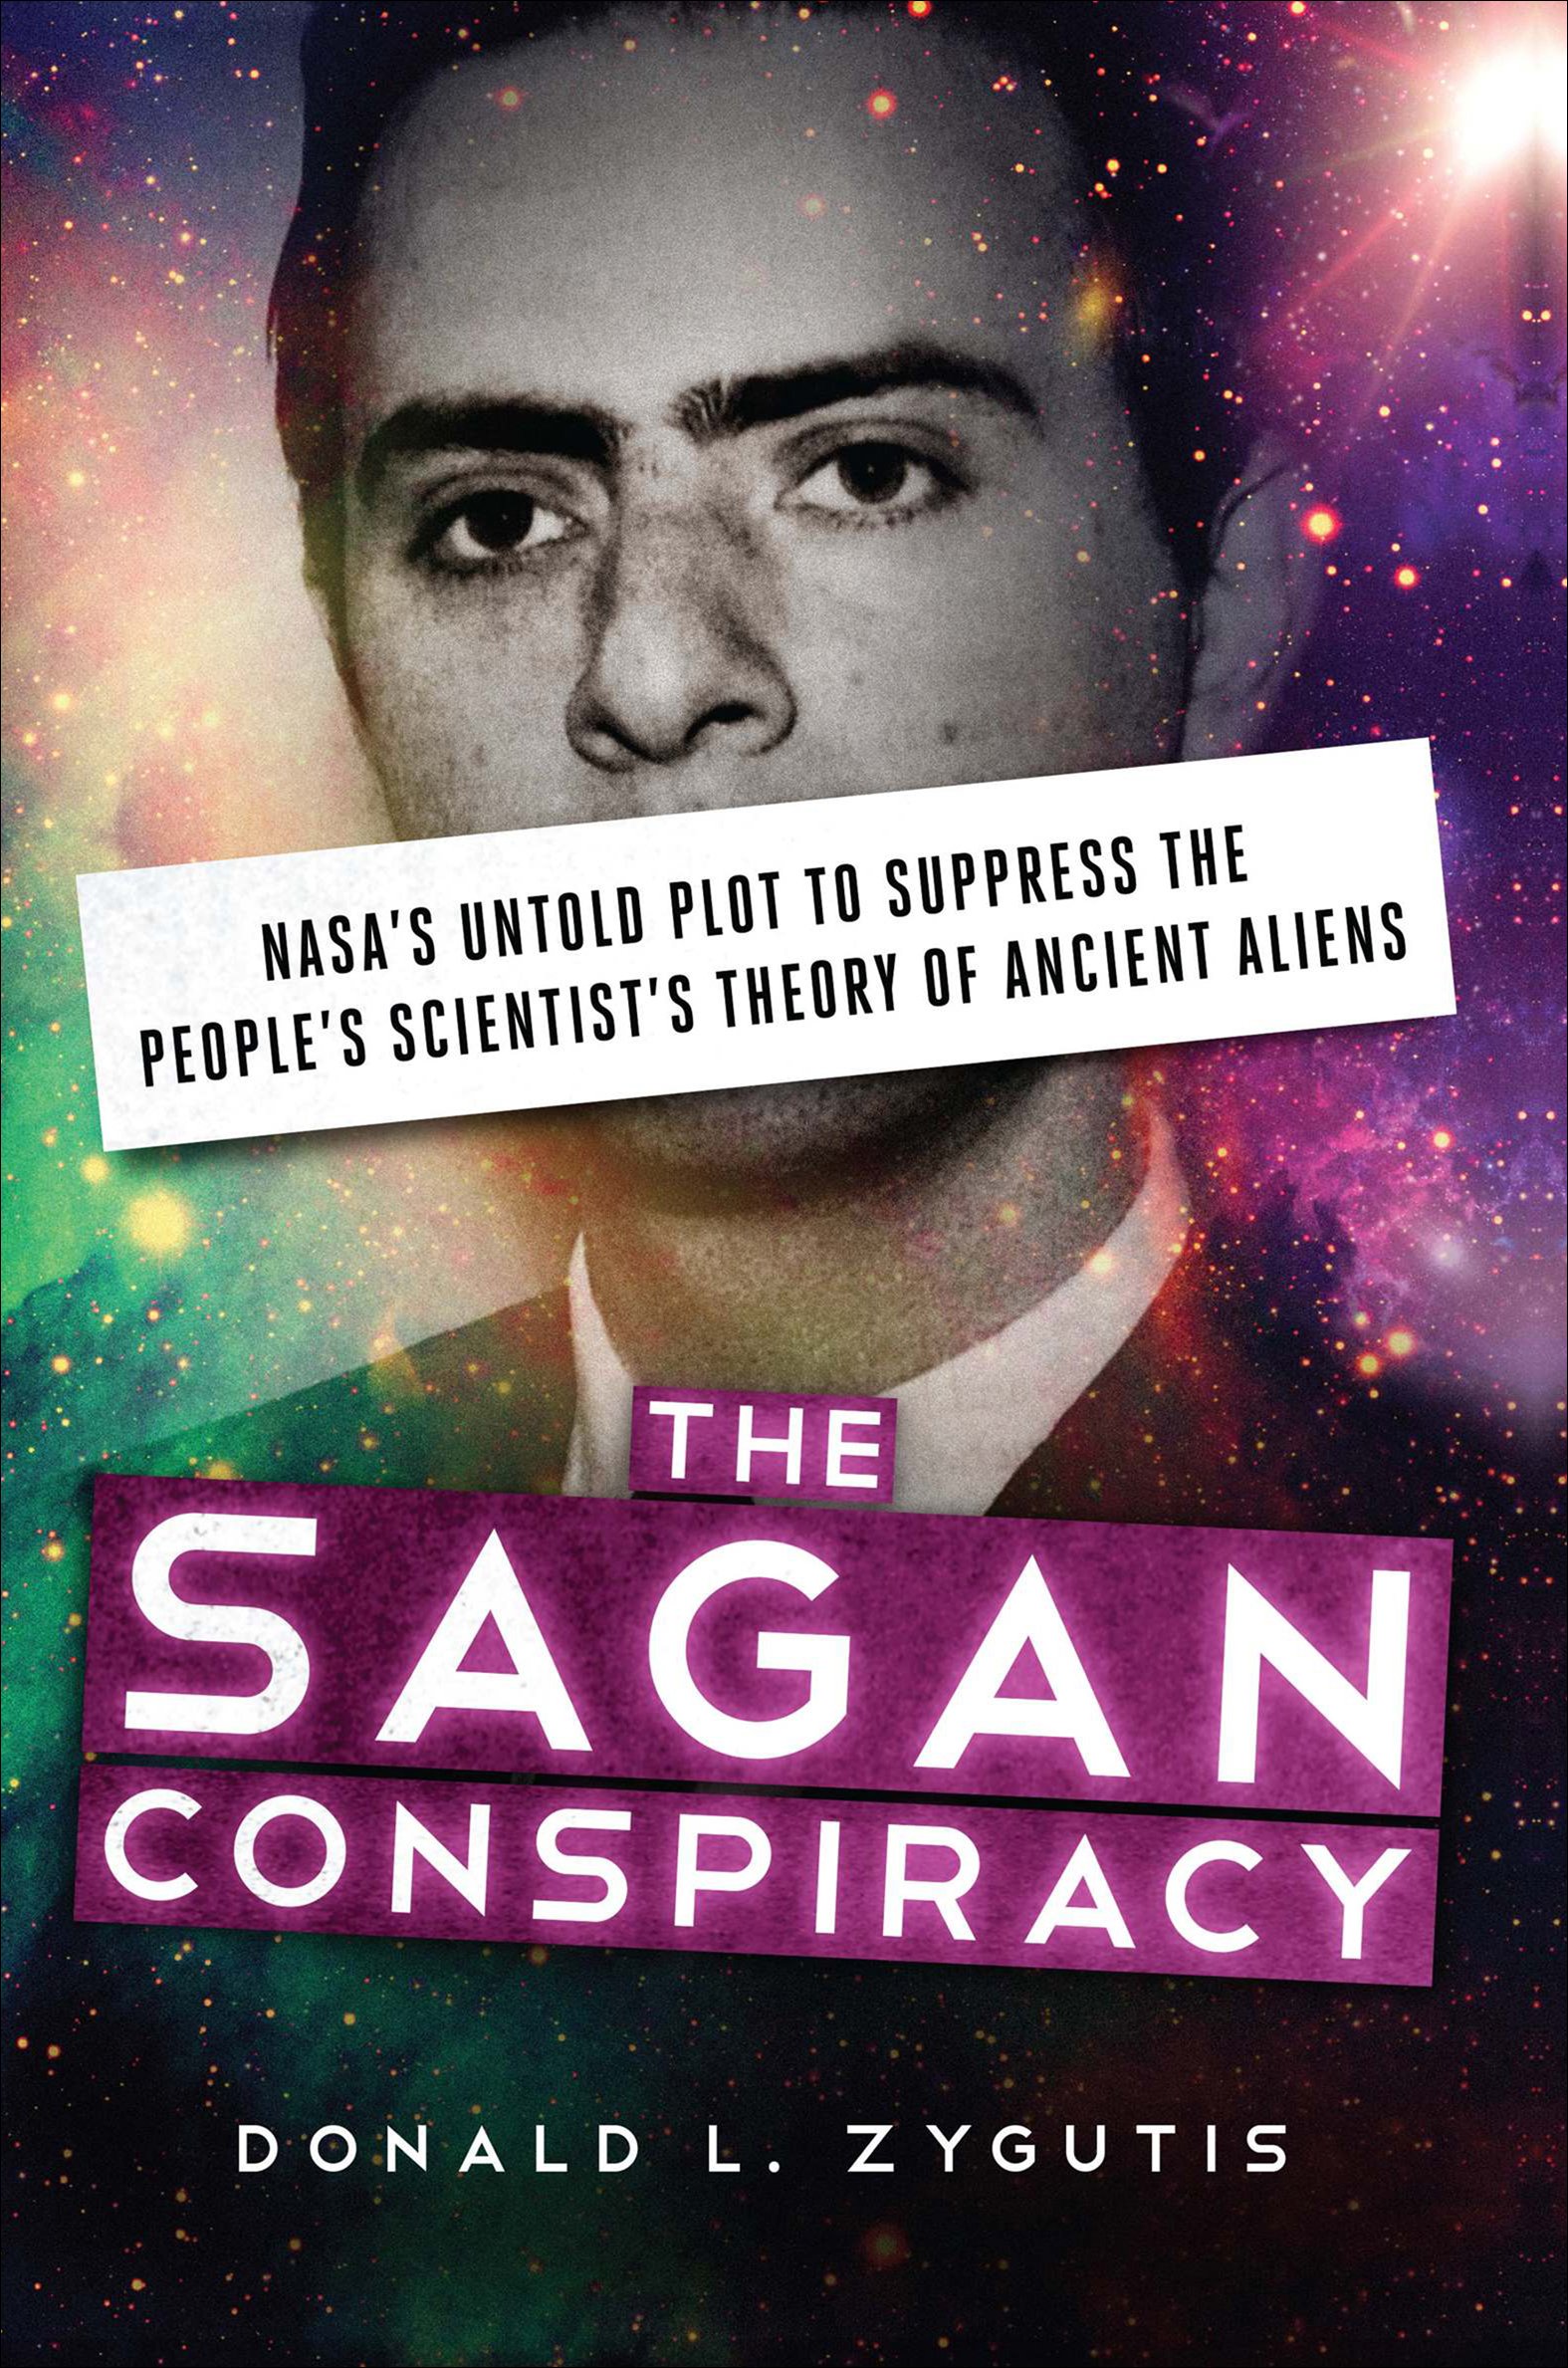 NASA'S UNTOLD PLOT TO SUPPRESS THE
PEOPLE'S SCIENTIST'S THEORY OF ANCIENT ALIENS
THE
SAGAN
CONSPIRACY
DONALD L. ZYGUTIS